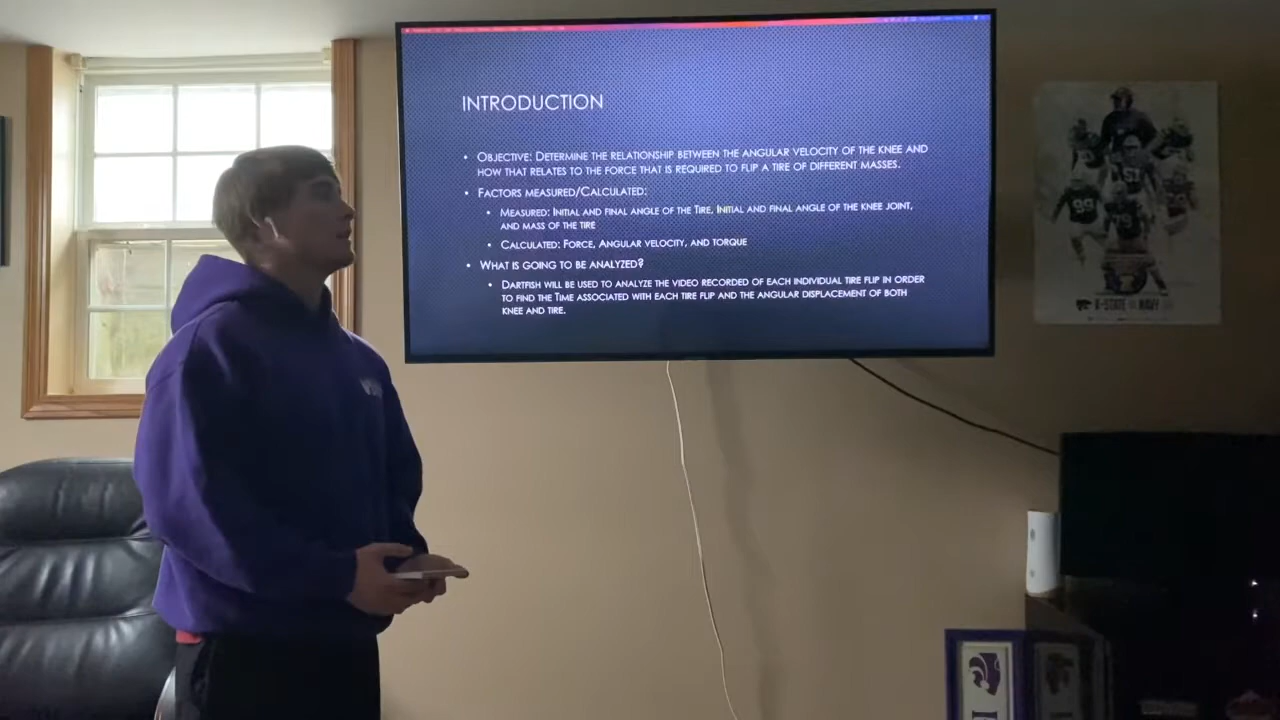 INTRODUCTION
• OBJECTIVE: DETERMINE THE RELATIONSHIP BETWEEN THE ANGULAR VELOCITY OF THE KNEE AND
HOW THAT RELATES TO THE FORCE THAT IS REQUIRED TO FLIP A TIRE OF DIFFERENT MASSES.
• FACTORS MEASURED/CALCULATED:
• MEASURED: INITIAL AND FINAL ANGLE OF THE TIRE, INITIAL AND FINAL ANGLE OF THE KNEE JOINT,
AND MASS OF THE TIRE
• CALCULATED: FORCE, ANGULAR VELOCITY, AND TORQUE
• WHAT IS GOING TO BE ANALYZED?
• DARTFISH WILL BE USED TO ANALYZE THE VIDEO RECORDED OF EACH INDIVIDUAL TIRE FLIP IN ORDER
TO FIND THE TIME ASSOCIATED WITH EACH TIRE FLIP AND THE ANGULAR DISPLACEMENT OF BOTH
KNEE AND TIRE.
K-STATE NAVY
99